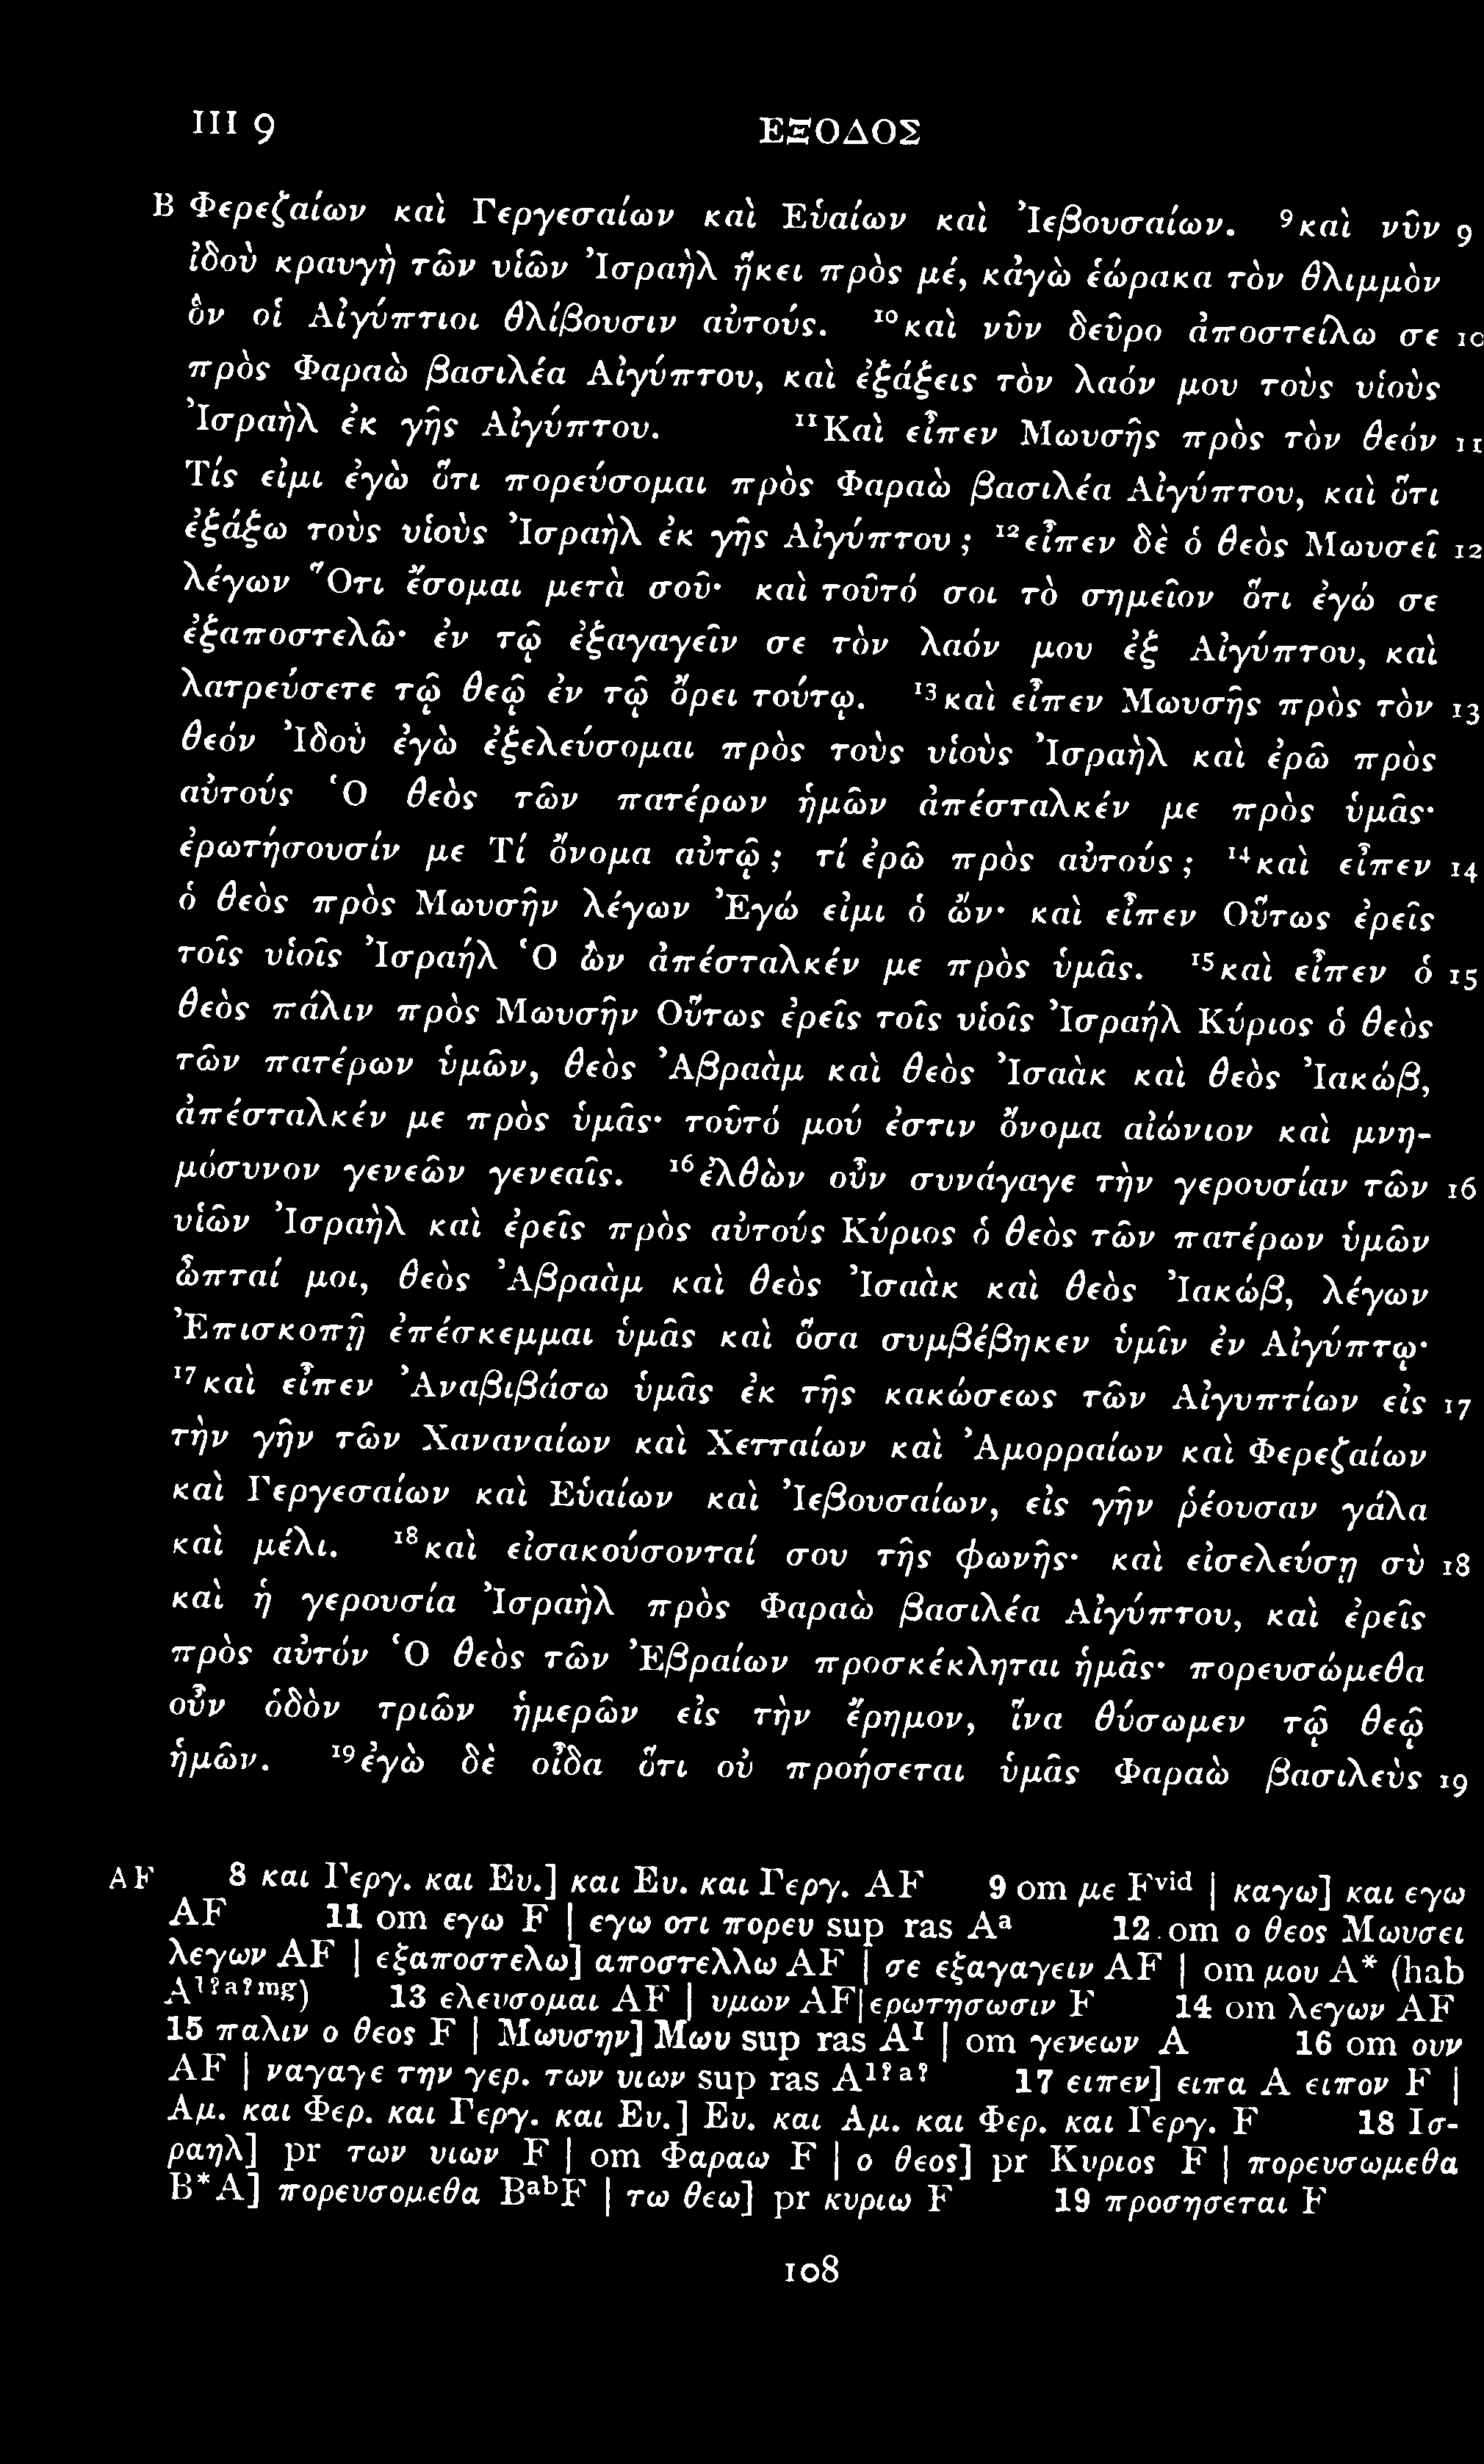 III 9 ΕΞΟΔΟΣ
B Φερεζαίων καὶ Γεργεσαίων καὶ Εὑαίων καὶ Ἰεβουσαίων. ⁹καὶ νῦν 9
ἰδοὺ κραυγὴ τῶν υἱῶν Ἰσραὴλ ἥκει πρὸς μέ, κἀγὼ ἑώρακα τὸν θλιμμὸν
ὃν οἱ Αἰγύπτιοι θλίβουσιν αὐτούς. ¹⁰καὶ νῦν δεῦρο ἀποστείλω σε 10
πρὸς Φαραὼ βασιλέα Αἰγύπτου, καὶ ἐξάξεις τὸν λαόν μου τοὺς υἱοὺς
Ἰσραὴλ ἐκ γῆς Αἰγύπτου. ¹¹Καὶ εἶπεν Μωυσῆς πρὸς τὸν θεόν 11
Τίς εἰμι ἐγὼ ὅτι πορεύσομαι πρὸς Φαραὼ βασιλέα Αἰγύπτου, καὶ ὅτι
ἐξάξω τοὺς υἱοὺς Ἰσραὴλ ἐκ γῆς Αἰγύπτου; ¹²εἶπεν δὲ ὁ θεὸς Μωυσεῖ 12
λέγων Ὅτι ἔσομαι μετὰ σοῦ· καὶ τοῦτό σοι τὸ σημεῖον ὅτι ἐγώ σε
ἐξαποστελῶ· ἐν τῷ ἐξαγαγεῖν σε τὸν λαόν μου ἐξ Αἰγύπτου, καὶ
λατρεύσετε τῷ θεῷ ἐν τῷ ὄρει τούτῳ. ¹³καὶ εἶπεν Μωυσῆς πρὸς τὸν 13
θεόν Ἰδοὺ ἐγὼ ἐξελεύσομαι πρὸς τοὺς υἱοὺς Ἰσραὴλ καὶ ἐρῶ πρὸς
αὐτούς Ὁ θεὸς τῶν πατέρων ἡμῶν ἀπέσταλκέν με πρὸς ὑμᾶς·
ἐρωτήσουσίν με Τί ὄνομα αὐτῷ; τί ἐρῶ πρὸς αὐτούς; ¹⁴καὶ εἶπεν 14
ὁ θεὸς πρὸς Μωυσῆν λέγων Ἐγώ εἰμι ὁ ὤν· καὶ εἶπεν Οὕτως ἐρεῖς
τοῖς υἱοῖς Ἰσραήλ Ὁ ὢν ἀπέσταλκέν με πρὸς ὑμᾶς. ¹⁵καὶ εἶπεν ὁ 15
θεὸς πάλιν πρὸς Μωυσῆν Οὕτως ἐρεῖς τοῖς υἱοῖς Ἰσραήλ Κύριος ὁ θεὸς
τῶν πατέρων ὑμῶν, θεὸς Ἀβραὰμ καὶ θεὸς Ἰσαὰκ καὶ θεὸς Ἰακώβ,
ἀπέσταλκέν με πρὸς ὑμᾶς· τοῦτό μού ἐστιν ὄνομα αἰώνιον καὶ μνη-
μόσυνον γενεῶν γενεαῖς. ¹⁶ἐλθὼν οὖν συνάγαγε τὴν γερουσίαν τῶν 16
υἱῶν Ἰσραὴλ καὶ ἐρεῖς πρὸς αὐτούς Κύριος ὁ θεὸς τῶν πατέρων ὑμῶν
ὦπταί μοι, θεὸς Ἀβραὰμ καὶ θεὸς Ἰσαὰκ καὶ θεὸς Ἰακώβ, λέγων
Ἐπισκοπῇ ἐπέσκεμμαι ὑμᾶς καὶ ὅσα συμβέβηκεν ὑμῖν ἐν Αἰγύπτῳ·
¹⁷καὶ εἶπεν Ἀναβιβάσω ὑμᾶς ἐκ τῆς κακώσεως τῶν Αἰγυπτίων εἰς 17
τὴν γῆν τῶν Χαναναίων καὶ Χετταίων καὶ Ἀμορραίων καὶ Φερεζαίων
καὶ Γεργεσαίων καὶ Εὑαίων καὶ Ἰεβουσαίων, εἰς γῆν ῥέουσαν γάλα
καὶ μέλι. ¹⁸καὶ εἰσακούσονταί σου τῆς φωνῆς· καὶ εἰσελεύσῃ σὺ 18
καὶ ἡ γερουσία Ἰσραὴλ πρὸς Φαραὼ βασιλέα Αἰγύπτου, καὶ ἐρεῖς
πρὸς αὐτόν Ὁ θεὸς τῶν Ἐβραίων προσκέκληται ἡμᾶς· πορευσώμεθα
οὖν ὁδὸν τριῶν ἡμερῶν εἰς τὴν ἔρημον, ἵνα θύσωμεν τῷ θεῷ
ἡμῶν. ¹⁹ἐγὼ δὲ οἶδα ὅτι οὐ προήσεται ὑμᾶς Φαραὼ βασιλεὺς 19
AF 8 και Γεργ. και Ευ.] και Ευ. και Γεργ. AF 9 om με Fᵛⁱᵈ | καγω] και εγω
AF 11 om εγω F | εγω οτι πορευ sup ras Aᵃ 12 om ο θεος Μωυσει
λεγων AF | εξαποστελω] αποστελλω AF | σε εξαγαγειν AF | om μου A* (hab
A¹?ᵃ?ᵐᵍ) 13 ελευσομαι AF | υμων AF | ερωτησωσιν F 14 om λεγων AF
15 παλιν ο θεος F | Μωυσην] Μωυ sup ras A¹ | om γενεων A 16 om ουν
AF | ναγαγε την γερ. των υιων sup ras A¹?ᵃ? 17 ειπεν] ειπα A ειπον F |
Αμ. και Φερ. και Γεργ. και Ευ.] Ευ. και Αμ. και Φερ. και Γεργ. F 18 Ισ-
ραηλ] pr των υιων F | om Φαραω F | ο θεος] pr Κυριος F | πορευσωμεθα
B*A] πορευσομεθα BᵃᵇF | τω θεω] pr κυριω F 19 προσησεται F
108